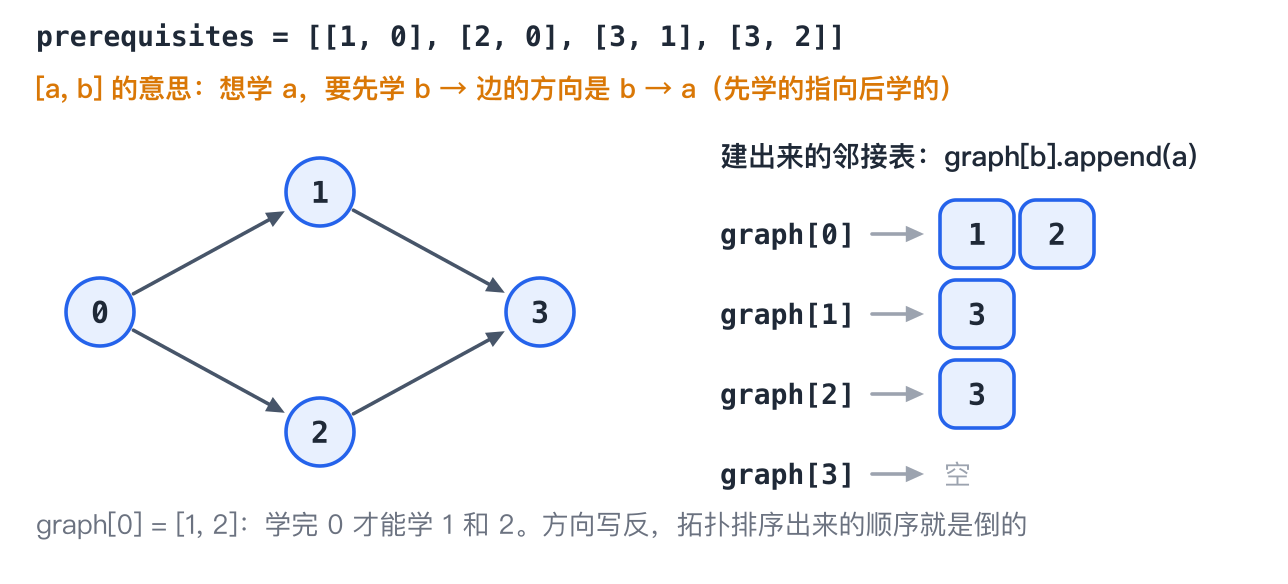 prerequisites = [[1, 0], [2, 0], [3, 1], [3, 2]]
[a, b] 的意思：想学 a，要先学 b → 边的方向是 b → a（先学的指向后学的）
建出来的邻接表：graph[b].append(a)
1
0
3
2
graph[0] → 1 2
graph[1] → 3
graph[2] → 3
graph[3] → 空
graph[0] = [1, 2]：学完 0 才能学 1 和 2。方向写反，拓扑排序出来的顺序就是倒的